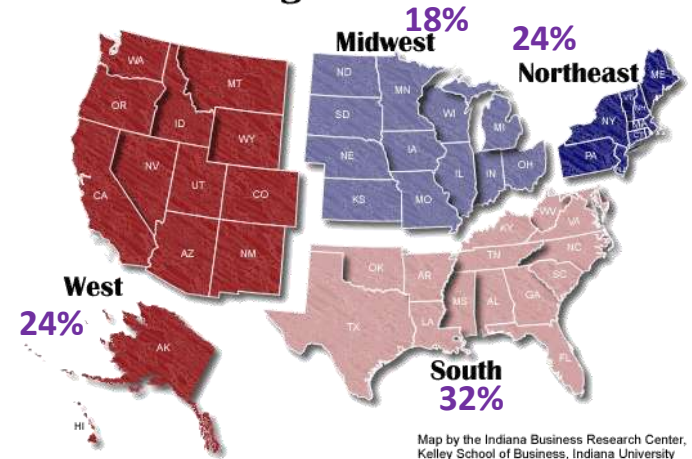 18%
Midwest
24%
Northeast
WA
MT
OR
ID
WY
NV
UT
CO
CA
AZ
NM
ND
MN
SD
WI
MI
NE
IA
IL
IN
OH
KS
MO
ME
NY
PA
WV
VA
KY
NC
TN
SC
OK
AR
MS
AL
GA
TX
LA
FL
West
24%
AK
HI
South
32%
Map by the Indiana Business Research Center,
Kelley School of Business, Indiana University